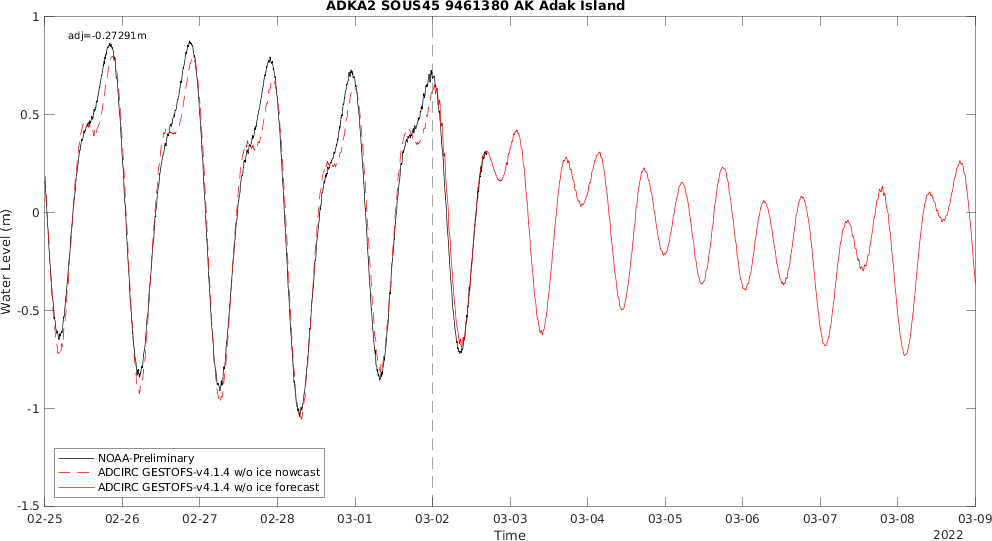 ADKA2 SOUS45 9461380 AK Adak Island
adj=-0.27291m
1
0.5
0
-0.5
-1
-1.5
Water Level (m)
NOAA-Preliminary
ADCIRC GESTOFS-v4.1.4 w/o ice nowcast
ADCIRC GESTOFS-v4.1.4 w/o ice forecast
02-25 02-26 02-27 02-28 03-01 03-02 03-03 03-04 03-05 03-06 03-07 03-08 03-09
Time
2022